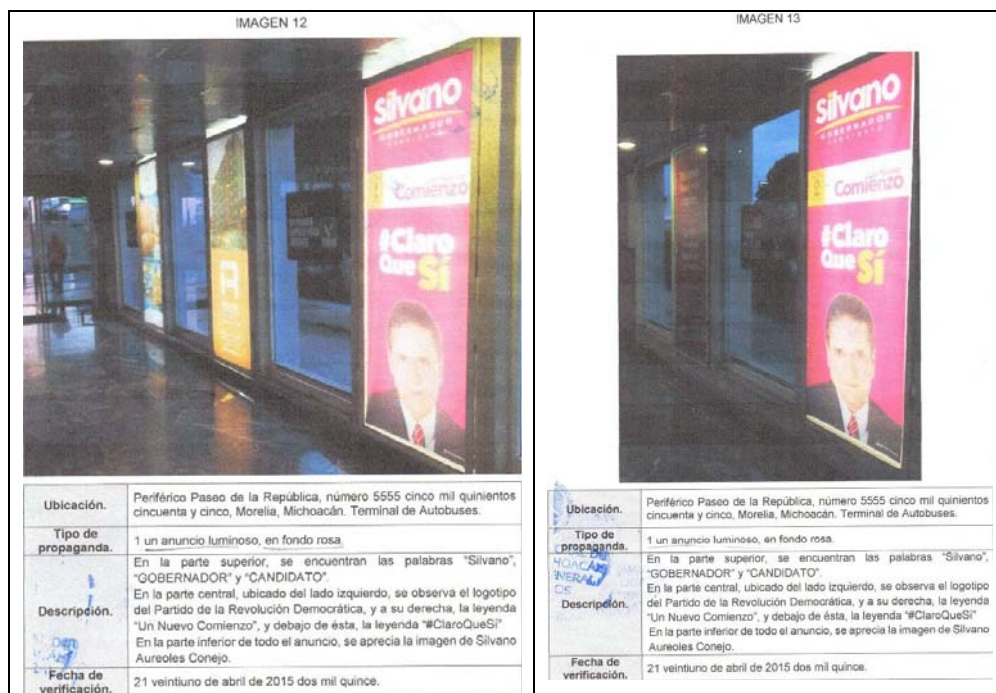 IMAGEN 12
Silvano
GOBERNADOR
CANDIDATO
Comienzo
#Claro
Que Sí
Ubicación.
Periférico Paseo de la República, número 5555 cinco mil quinientos
cincuenta y cinco, Morelia, Michoacán. Terminal de Autobuses.
Tipo de
propaganda.
1 un anuncio luminoso, en fondo rosa.
Descripción.
En la parte superior, se encuentran las palabras "Silvano",
"GOBERNADOR" y "CANDIDATO".
En la parte central, ubicado del lado izquierdo, se observa el logotipo
del Partido de la Revolución Democrática, y a su derecha, la leyenda
"Un Nuevo Comienzo", y debajo de ésta, la leyenda "#ClaroQueSí"
En la parte inferior de todo el anuncio, se aprecia la imagen de Silvano
Aureoles Conejo.
Fecha de
verificación.
21 veintiuno de abril de 2015 dos mil quince.
IMAGEN 13
Silvano
GOBERNADOR
CANDIDATO
Comienzo
#Claro
Que Sí
Ubicación.
Periférico Paseo de la República, número 5555 cinco mil quinientos
cincuenta y cinco, Morelia, Michoacán. Terminal de Autobuses.
Tipo de
propaganda.
1 un anuncio luminoso, en fondo rosa.
Descripción.
En la parte superior, se encuentran las palabras "Silvano",
"GOBERNADOR" y "CANDIDATO".
En la parte central, ubicado del lado izquierdo, se observa el logotipo
del Partido de la Revolución Democrática, y a su derecha, la leyenda
"Un Nuevo Comienzo", y debajo de ésta, la leyenda "#ClaroQueSí"
En la parte inferior de todo el anuncio, se aprecia la imagen de Silvano
Aureoles Conejo.
Fecha de
verificación.
21 veintiuno de abril de 2015 dos mil quince.